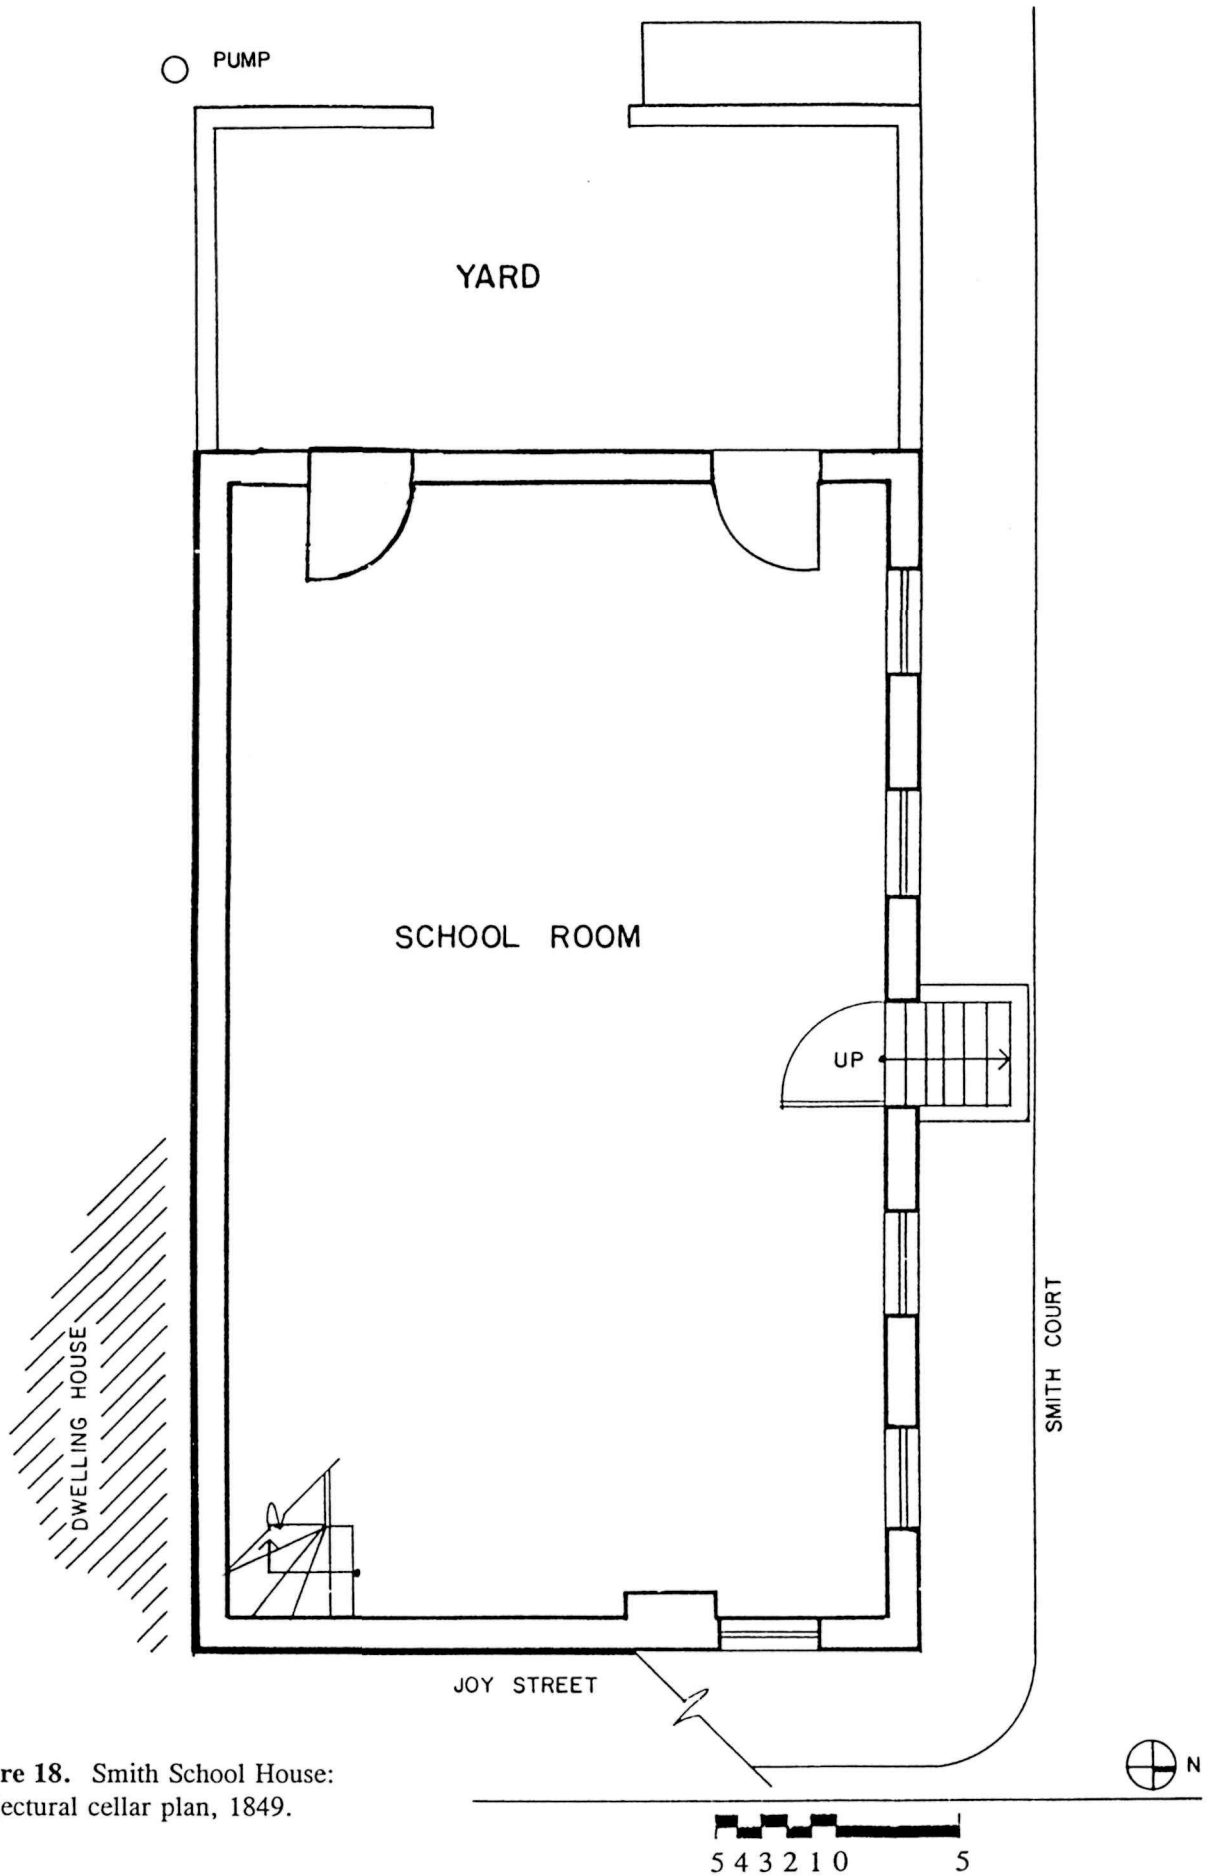 PUMP
YARD
SCHOOL ROOM
UP
SMITH COURT
DWELLING HOUSE
JOY STREET
N
re 18. Smith School House:
ectural cellar plan, 1849.
5 4 3 2 1 0 5